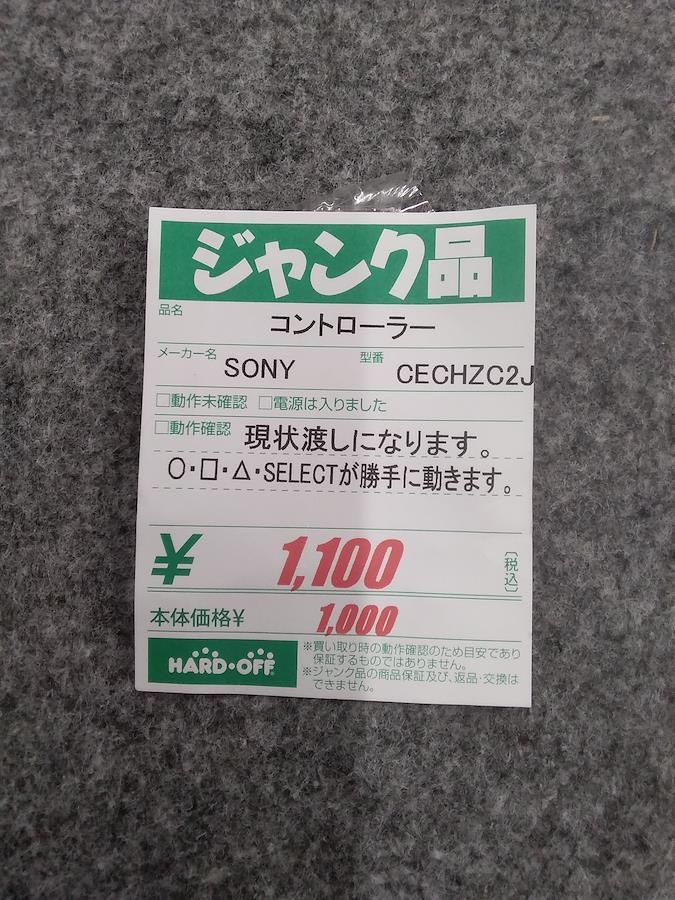 ジャンク品
品名
コントローラー
メーカー名 SONY 型番 CECHZC2J
□動作未確認 □電源は入りました
□動作確認 現状渡しになります。
○・□・△・SELECTが勝手に動きます。
¥ 1,100 〔税込〕
本体価格¥ 1,000
HARD・OFF
※買い取り時の動作確認のため目安であり
保証するものではありません。
※ジャンク品の商品保証及び、返品・交換は
できません。